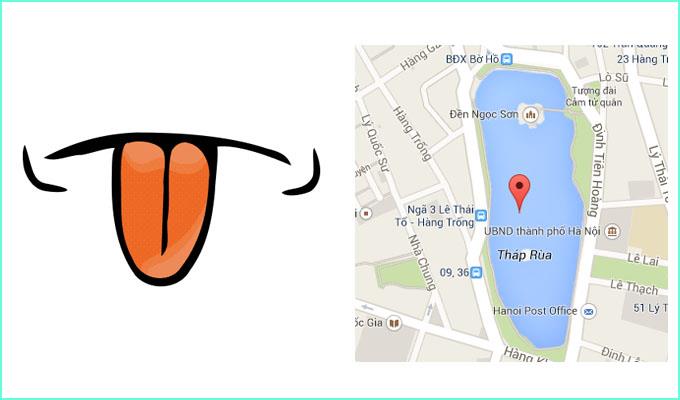 BĐX Bờ Hồ
23 Hàng
Lò Sũ
Tượng đài
Cảm tử quân
Đền Ngọc Sơn
Hàng Trống
Lý Quốc Sư
Đinh Tiên Hoàng
Lý Thái
Ngã 3 Lê Thái
Tổ - Hàng Trống
UBND thành phố Hà Nội
Tháp Rùa
Nhà Chung
09, 36
Lê Lai
Lê Thạch
Hanoi Post Office
51 Lý T
ốc Gia
Hàng K
Đinh L